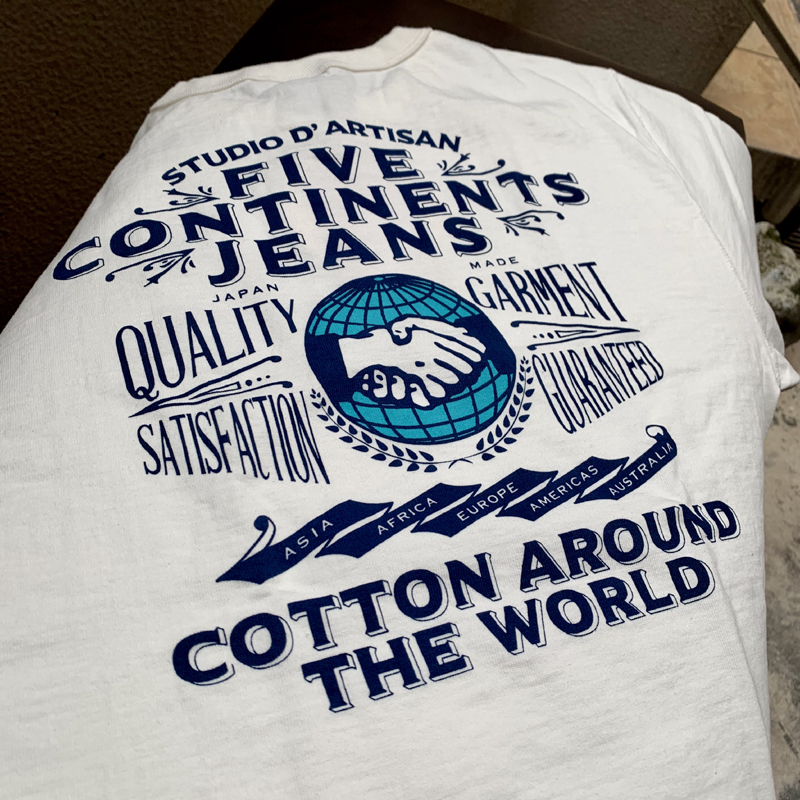 STUDIO D'ARTISAN
FIVE
CONTINENTS
JEANS
JAPAN MADE
QUALITY GARMENT
SATISFACTION GUARANTEED
ASIA AFRICA EUROPE AMERICAS AUSTRALIA
COTTON AROUND
THE WORLD